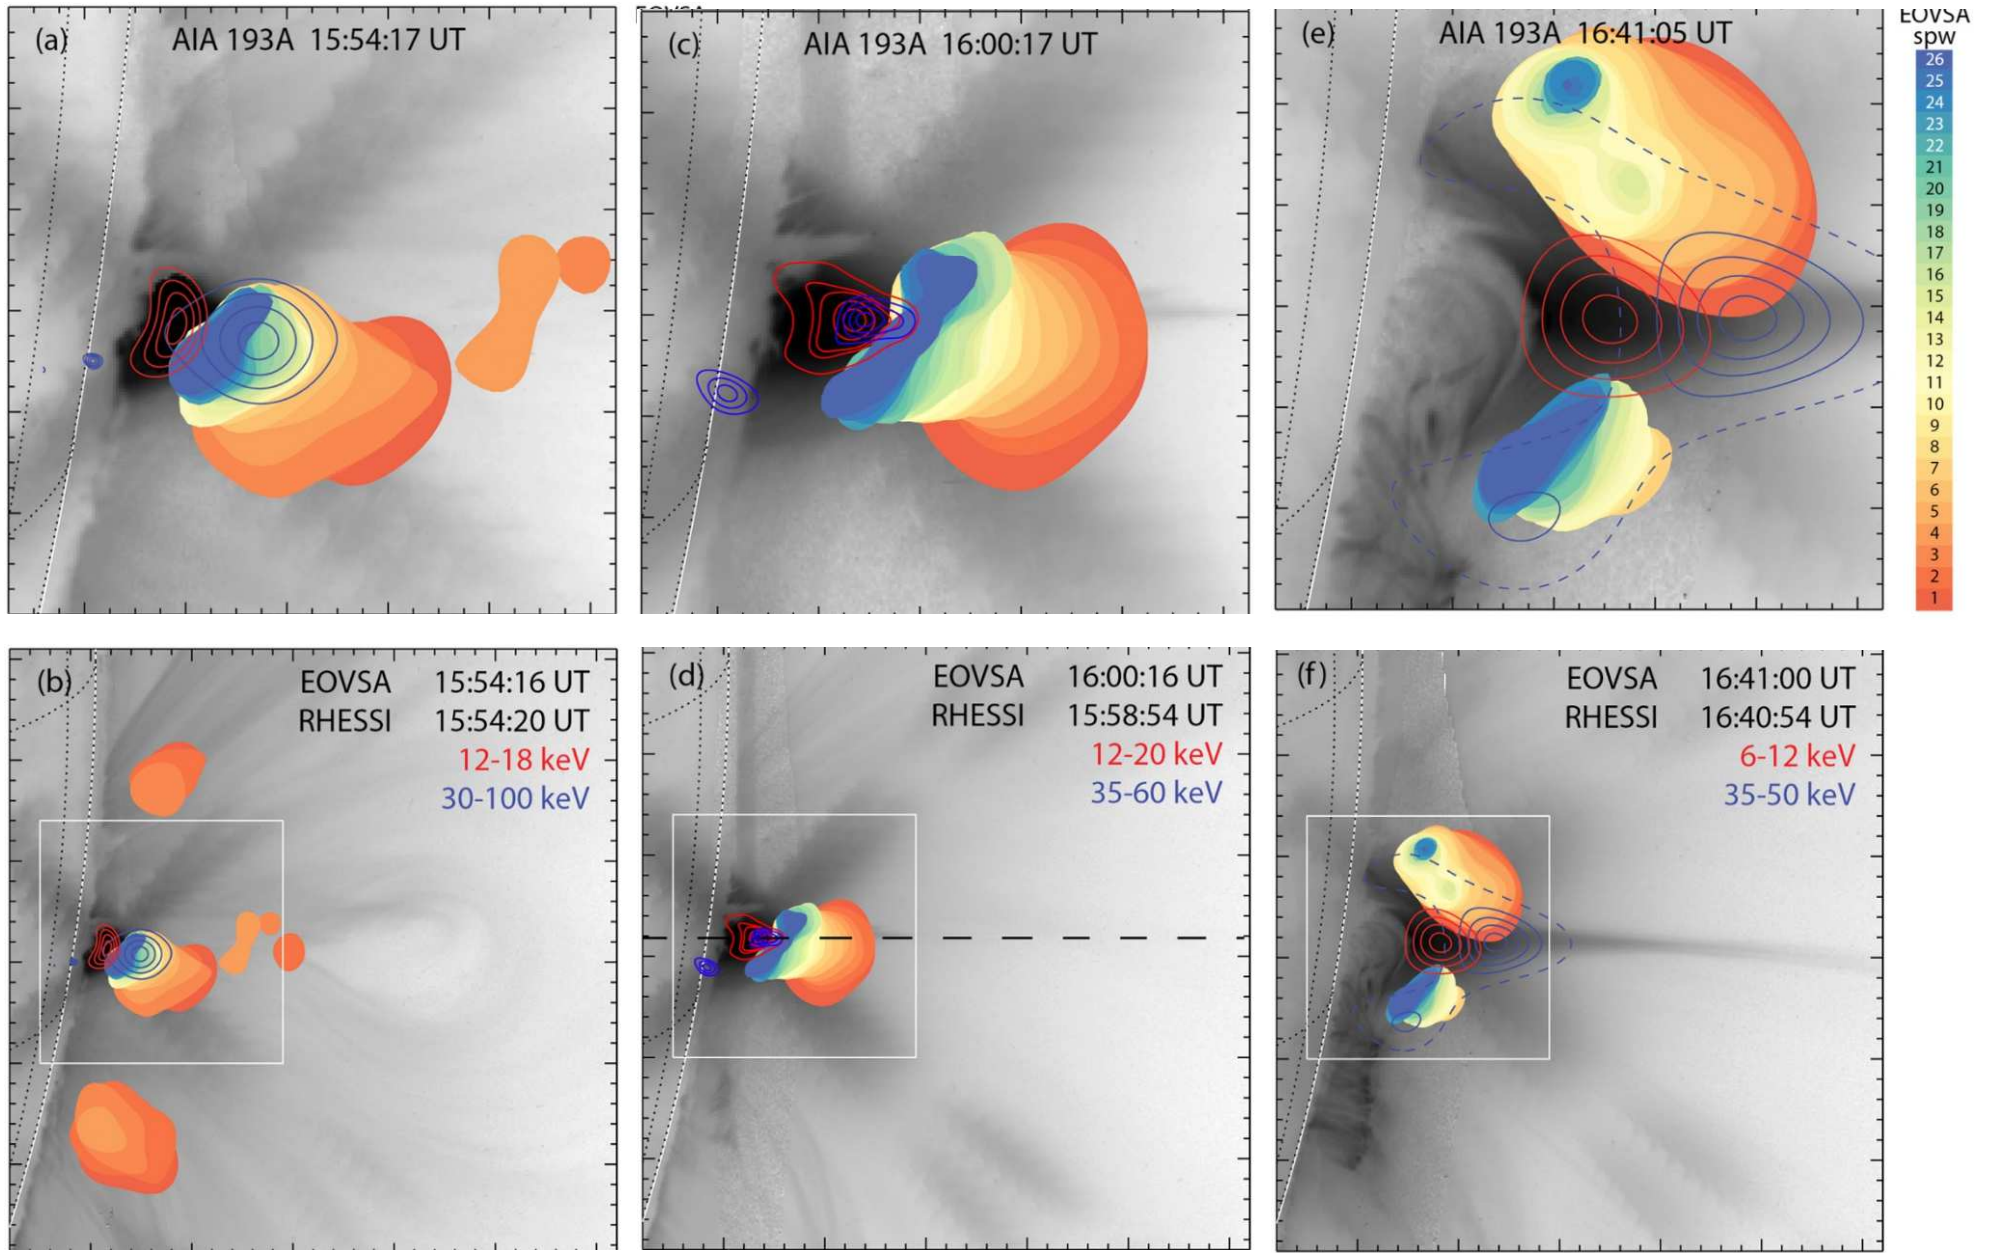 (a) AIA 193A 15:54:17 UT
(c) AIA 193A 16:00:17 UT
(e) AIA 193A 16:41:05 UT
EOVSA
spw
26
25
24
23
22
21
20
19
18
17
16
15
14
13
12
11
10
9
8
7
6
5
4
3
2
1
(b) EOVSA 15:54:16 UT
RHESSI 15:54:20 UT
12-18 keV
30-100 keV
(d) EOVSA 16:00:16 UT
RHESSI 15:58:54 UT
12-20 keV
35-60 keV
(f) EOVSA 16:41:00 UT
RHESSI 16:40:54 UT
6-12 keV
35-50 keV